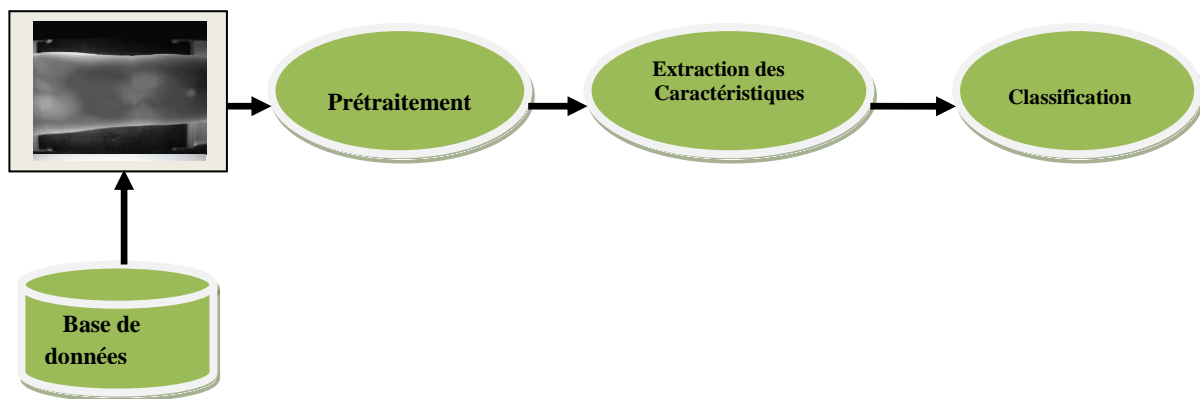 Prétraitement
Extraction des
Caractéristiques
Classification
Base de
données